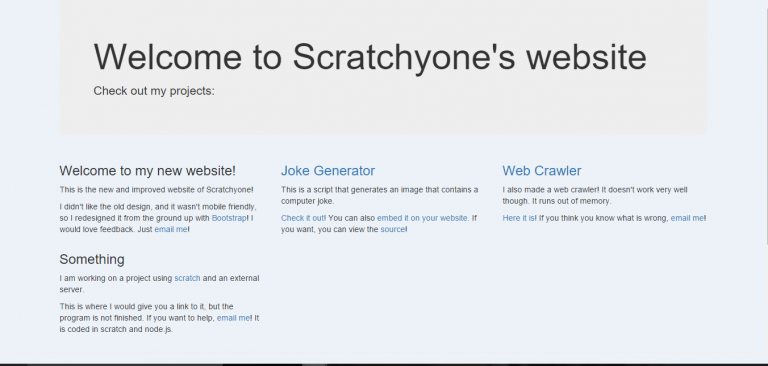 Welcome to Scratchyone's website
Check out my projects:
Welcome to my new website!
This is the new and improved website of Scratchyone!
I didn't like the old design, and it wasn't mobile friendly,
so I redesigned it from the ground up with Bootstrap! I
would love feedback. Just email me!
Joke Generator
This is a script that generates an image that contains a
computer joke.
Check it out! You can also embed it on your website. If
you want, you can view the source!
Web Crawler
I also made a web crawler! It doesn't work very well
though. It runs out of memory.
Here it is! If you think you know what is wrong, email me!
Something
I am working on a project using scratch and an external
server.
This is where I would give you a link to it, but the
program is not finished. If you want to help, email me! It
is coded in scratch and node.js.